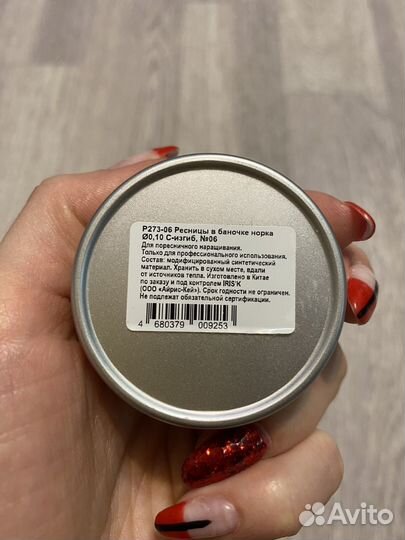 P273-06 Ресницы в баночке норка
Ø0,10 С-изгиб, №06
Для поресничного наращивания.
Только для профессионального использования.
Состав: модифицированный синтетический
материал. Хранить в сухом месте, вдали
от источников тепла. Изготовлено в Китае
по заказу и под контролем IRIS'K
(ООО «Айрис-Кей»). Срок годности не ограничен.
Не подлежат обязательной сертификации.
4 680379 009253
Avito